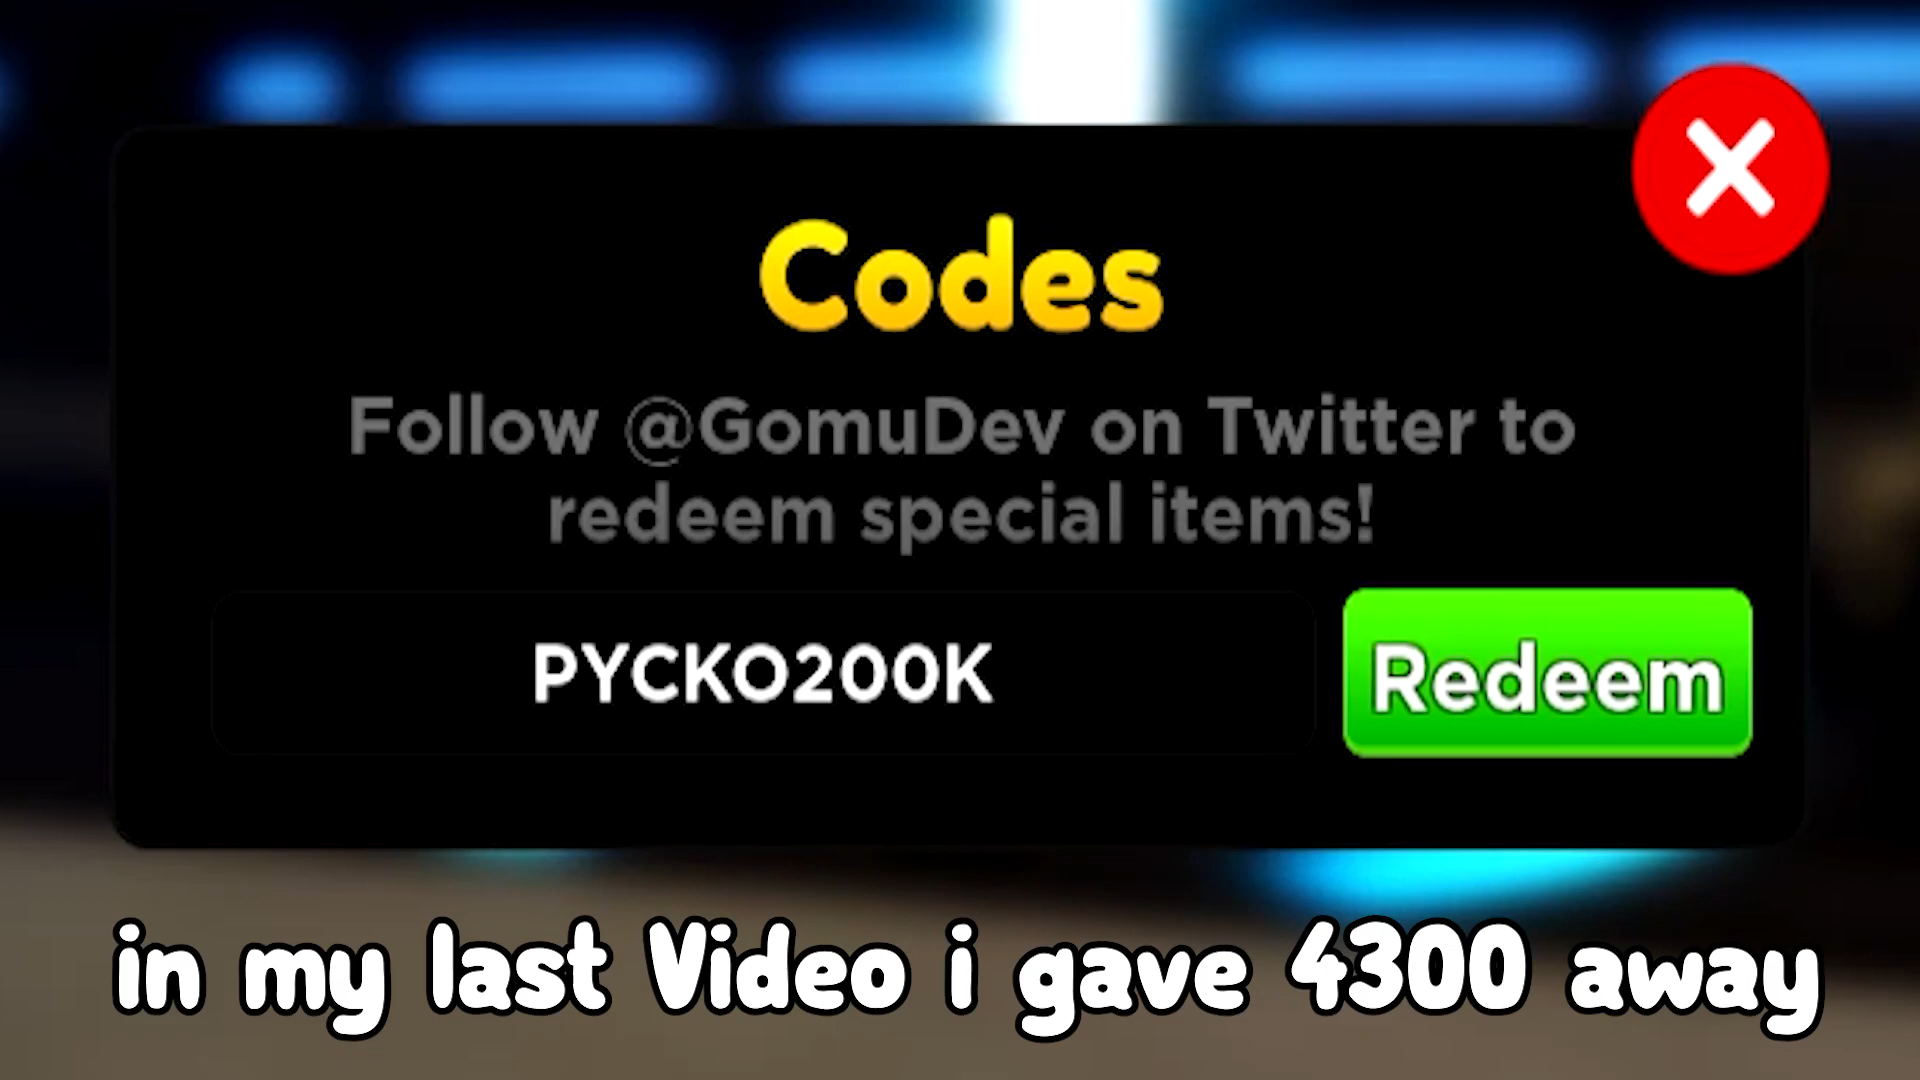 Codes
Follow @GomuDev on Twitter to
redeem special items!
PYCKO200K
Redeem
in my last Video i gave 4300 away